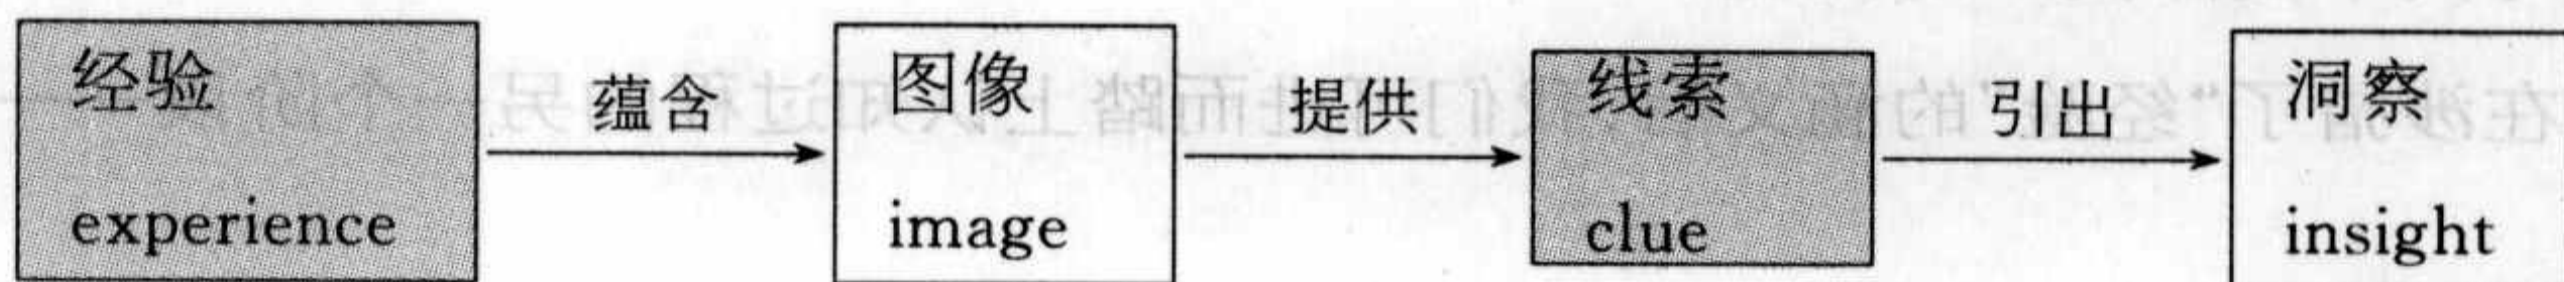 经验
experience
蕴含
图像
image
提供
线索
clue
引出
洞察
insight